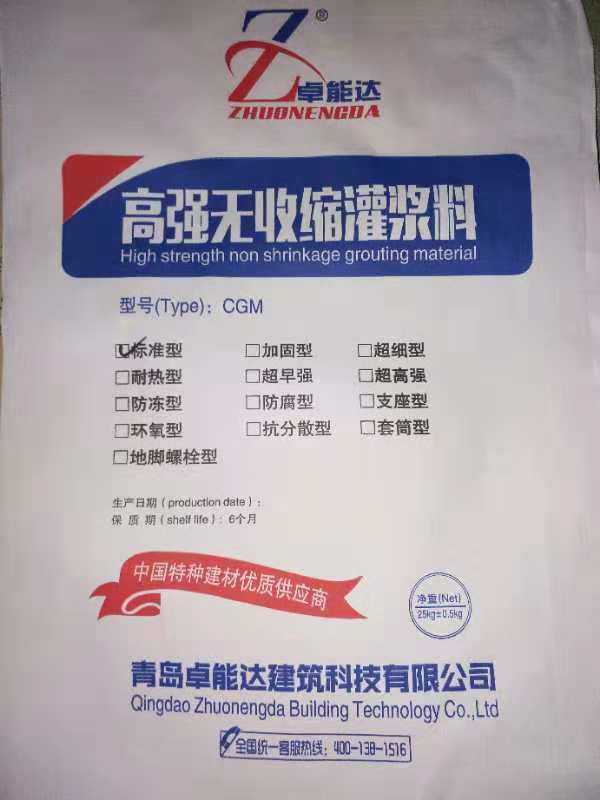 Z®
卓能达
ZHUONENGDA
高强无收缩灌浆料
High strength non shrinkage grouting material
型号(Type)：CGM
☑标准型 □加固型 □超细型
□耐热型 □超早强 □超高强
□防冻型 □防腐型 □支座型
□环氧型 □抗分散型 □套筒型
□地脚螺栓型
生产日期（production date）：
保 质 期（shelf life）：6个月
中国特种建材优质供应商
净重(Net)
25kg±0.5kg
青岛卓能达建筑科技有限公司
Qingdao Zhuonengda Building Technology Co.,Ltd
全国统一客服热线：400-138-1516